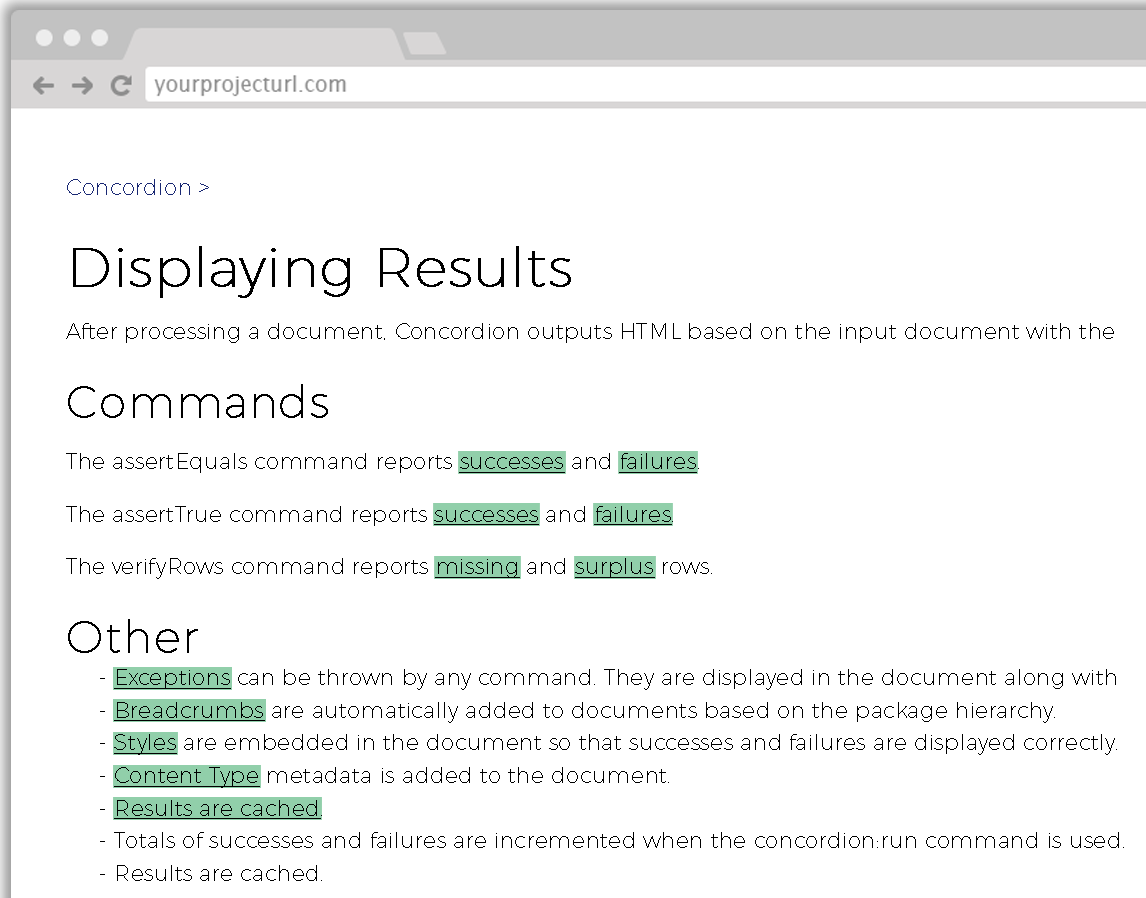 yourprojecturl.com
Concordion >
Displaying Results
After processing a document, Concordion outputs HTML based on the input document with the
Commands
The assertEquals command reports successes and failures.
The assertTrue command reports successes and failures.
The verifyRows command reports missing and surplus rows.
Other
- Exceptions can be thrown by any command. They are displayed in the document along with
- Breadcrumbs are automatically added to documents based on the package hierarchy.
- Styles are embedded in the document so that successes and failures are displayed correctly.
- Content Type metadata is added to the document.
- Results are cached.
- Totals of successes and failures are incremented when the concordion:run command is used.
- Results are cached.